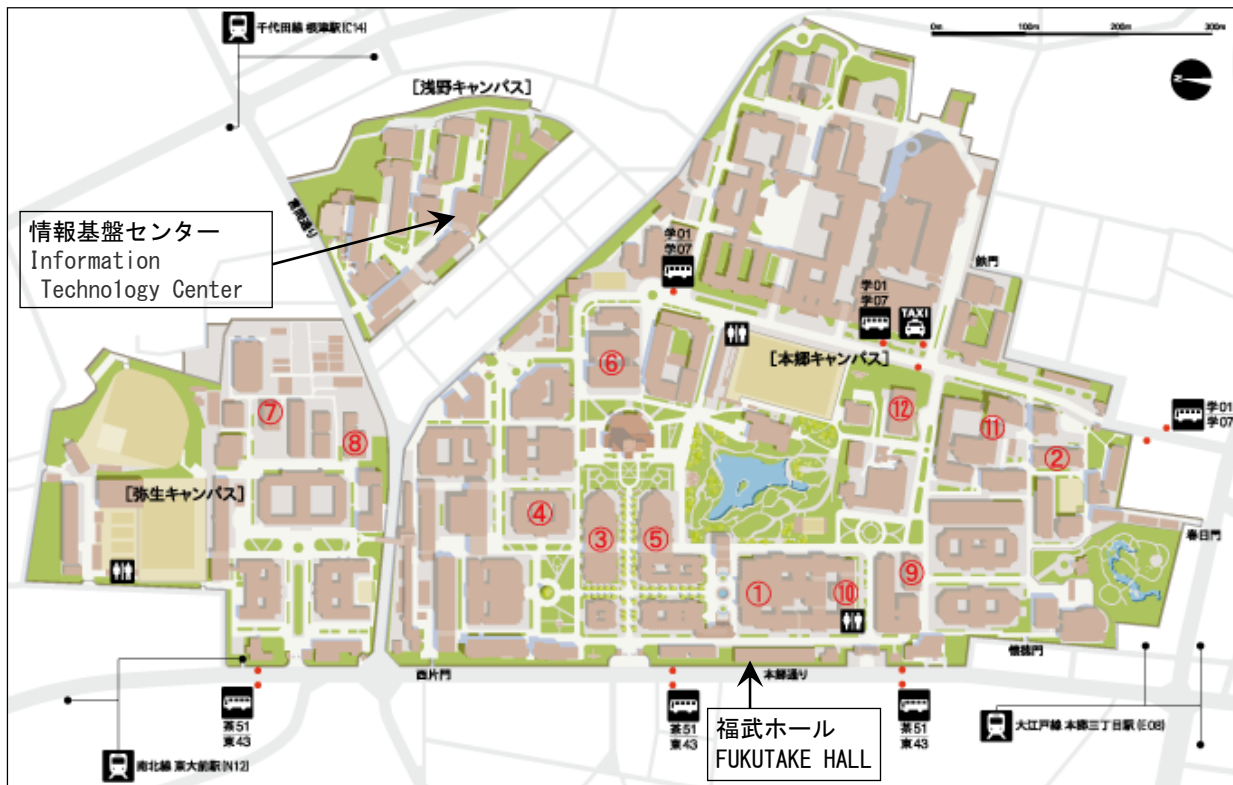 千代田線 根津駅[C14]
0m 100m 200m 300m
N
[浅野キャンパス]
言問通り
情報基盤センター
Information
Technology Center
学01
学07
鉄門
学01
学07
TAXI
[本郷キャンパス]
⑥
⑫
⑪
②
学01
学07
⑦
⑧
[弥生キャンパス]
④
③
⑤
春日門
①
⑩
⑨
懐徳門
西片門
本郷通り
茶51
東43
茶51
東43
茶51
東43
福武ホール
FUKUTAKE HALL
大江戸線 本郷三丁目駅(E08)
南北線 東大前駅[N12]